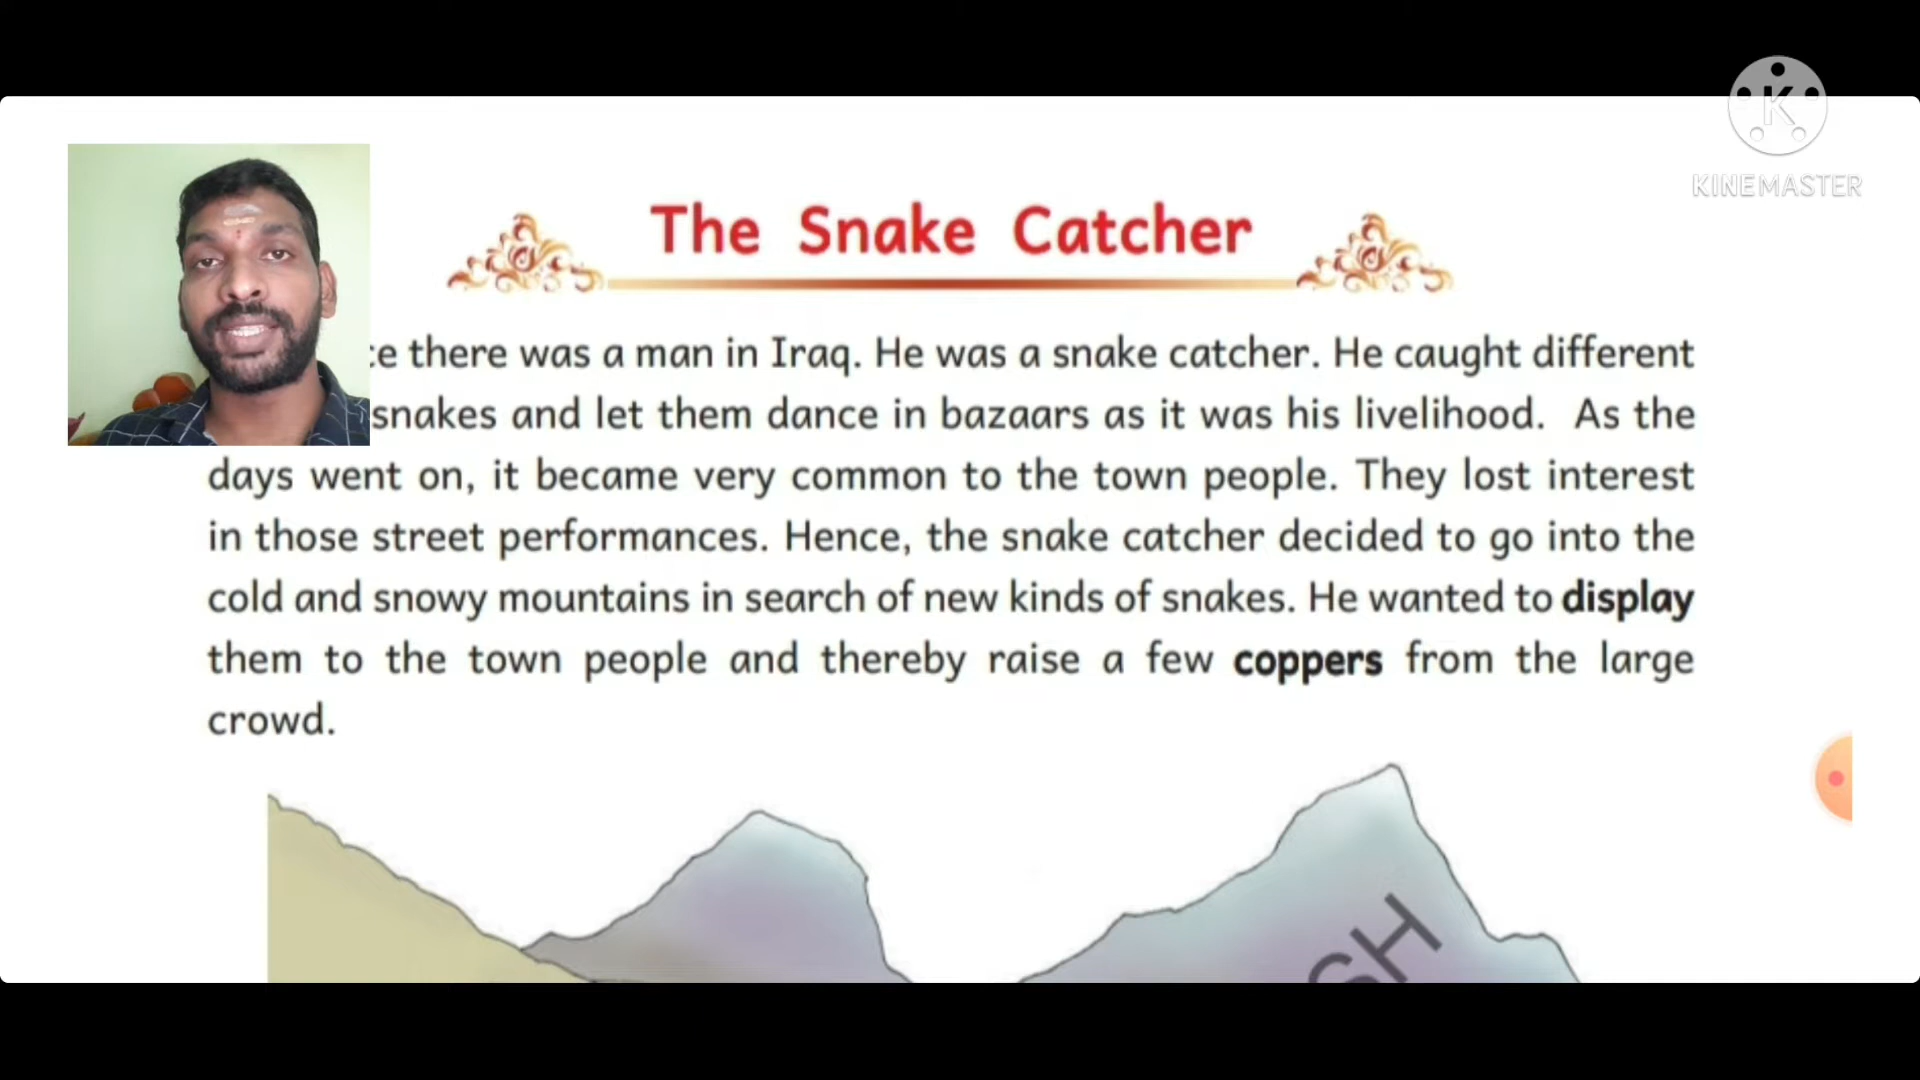 KINEMASTER
The Snake Catcher
there was a man in Iraq. He was a snake catcher. He caught different
snakes and let them dance in bazaars as it was his livelihood. As the
days went on, it became very common to the town people. They lost interest
in those street performances. Hence, the snake catcher decided to go into the
cold and snowy mountains in search of new kinds of snakes. He wanted to display
them to the town people and thereby raise a few coppers from the large
crowd.